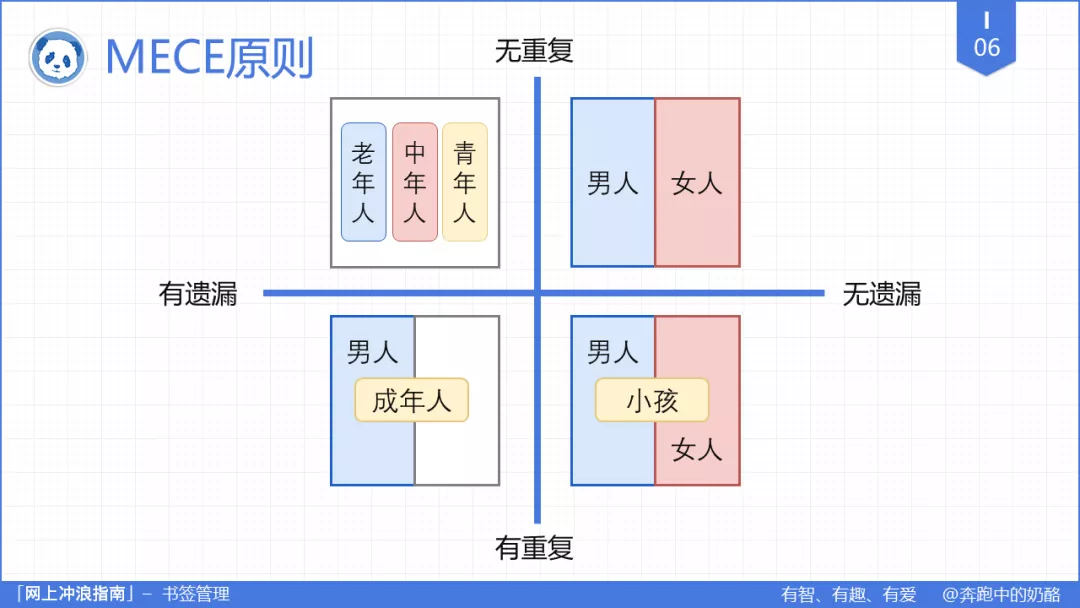 MECE原则
I
06
无重复
老年人
中年人
青年人
男人
女人
有遗漏
无遗漏
男人
成年人
男人
小孩
女人
有重复
「网上冲浪指南」– 书签管理
有智、有趣、有爱
@奔跑中的奶酪